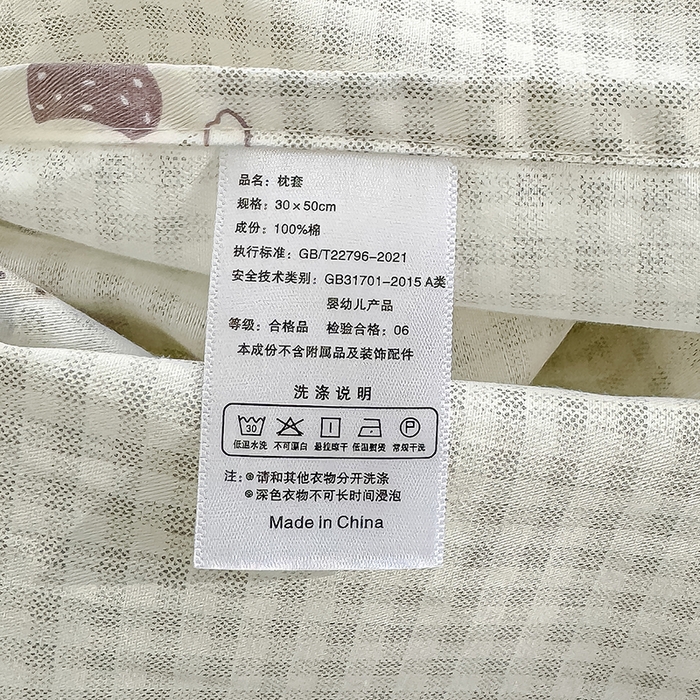 品名：枕套
规格：30×50cm
成份：100%棉
执行标准：GB/T22796-2021
安全技术类别：GB31701-2015 A类
婴幼儿产品
等级：合格品 检验合格：06
本成份不含附属品及装饰配件
洗涤说明
30 P
低温水洗 不可漂白 悬挂晾干 低温熨烫 常规干洗
注：◎请和其他衣物分开洗涤
◎深色衣物不可长时间浸泡
Made in China